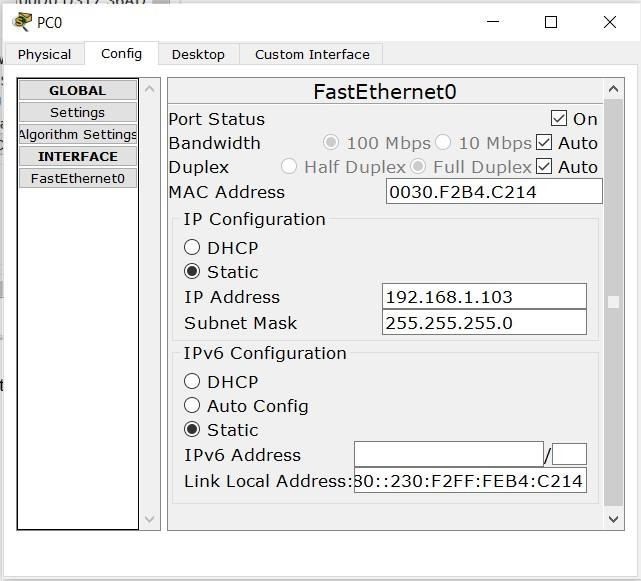 PC0
Physical Config Desktop Custom Interface
GLOBAL
Settings
Algorithm Settings
INTERFACE
FastEthernet0
FastEthernet0
Port Status On
Bandwidth 100 Mbps 10 Mbps Auto
Duplex Half Duplex Full Duplex Auto
MAC Address 0030.F2B4.C214
IP Configuration
DHCP
Static
IP Address 192.168.1.103
Subnet Mask 255.255.255.0
IPv6 Configuration
DHCP
Auto Config
Static
IPv6 Address /
Link Local Address: 80::230:F2FF:FEB4:C214